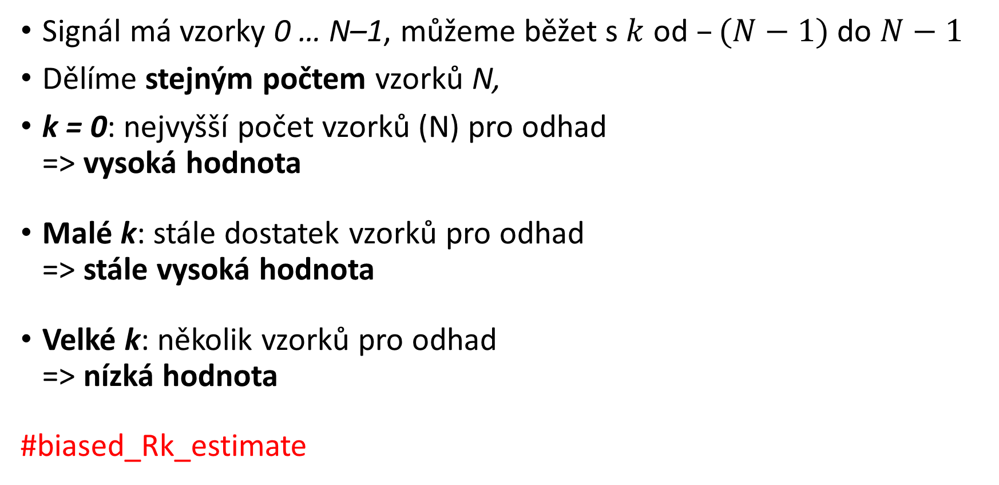 • Signál má vzorky 0 … N–1, můžeme běžet s k od – (N − 1) do N − 1
• Dělíme stejným počtem vzorků N,
• k = 0: nejvyšší počet vzorků (N) pro odhad
=> vysoká hodnota
• Malé k: stále dostatek vzorků pro odhad
=> stále vysoká hodnota
• Velké k: několik vzorků pro odhad
=> nízká hodnota
#biased_Rk_estimate